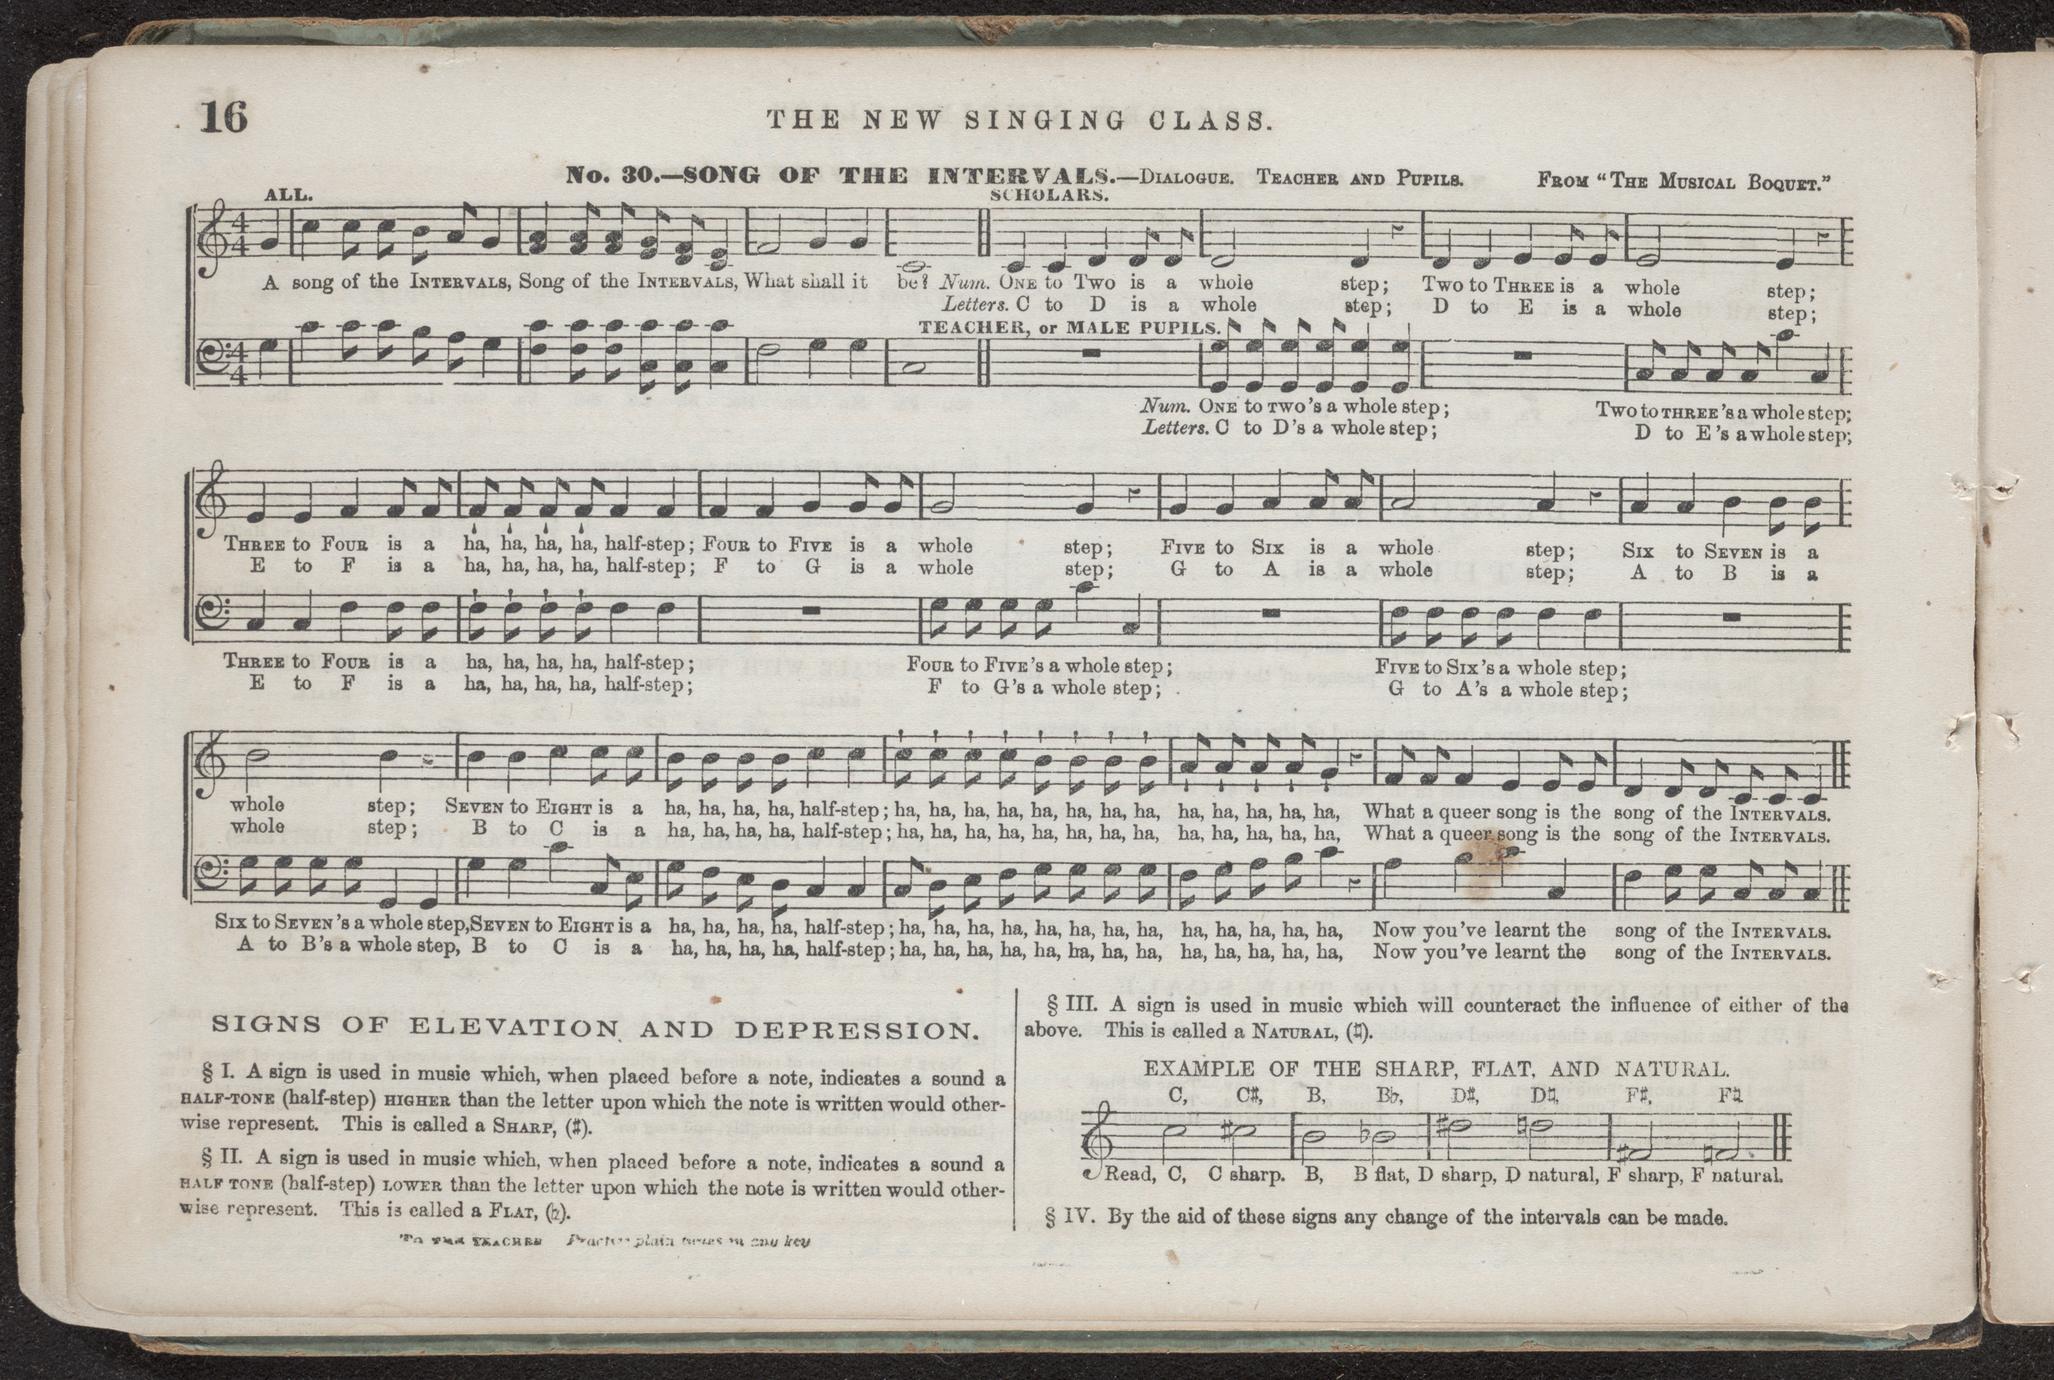 16
THE NEW SINGING CLASS.
No. 30.—SONG OF THE INTERVALS.—DIALOGUE. TEACHER AND PUPILS. FROM "THE MUSICAL BOQUET."
ALL. SCHOLARS.
4 4
A song of the INTERVALS, Song of the INTERVALS, What shall it be? Num. ONE to TWO is a whole step; Two to THREE is a whole step;
Letters. C to D is a whole step; D to E is a whole step;
TEACHER, or MALE PUPILS.
4 4
Num. ONE to TWO's a whole step; Two to THREE's a whole step;
Letters. C to D's a whole step; D to E's a whole step;
THREE to FOUR is a ha, ha, ha, ha, half-step; FOUR to FIVE is a whole step; FIVE to SIX is a whole step; SIX to SEVEN is a
E to F is a ha, ha, ha, ha, half-step; F to G is a whole step; G to A is a whole step; A to B is a
THREE to FOUR is a ha, ha, ha, ha, half-step; FOUR to FIVE's a whole step; FIVE to SIX's a whole step;
E to F is a ha, ha, ha, ha, half-step; F to G's a whole step; G to A's a whole step;
whole step; SEVEN to EIGHT is a ha, ha, ha, ha, half-step; ha, ha, ha, ha, ha, ha, ha, ha, ha, ha, ha, ha, ha, What a queer song is the song of the INTERVALS.
whole step; B to C is a ha, ha, ha, ha, half-step; ha, ha, ha, ha, ha, ha, ha, ha, ha, ha, ha, ha, ha, What a queer song is the song of the INTERVALS.
SIX to SEVEN's a whole step, SEVEN to EIGHT is a ha, ha, ha, ha, half-step; ha, ha, ha, ha, ha, ha, ha, ha, ha, ha, ha, ha, ha, Now you've learnt the song of the INTERVALS.
A to B's a whole step, B to C is a ha, ha, ha, ha, half-step; ha, ha, ha, ha, ha, ha, ha, ha, ha, ha, ha, ha, ha, Now you've learnt the song of the INTERVALS.
SIGNS OF ELEVATION AND DEPRESSION.
§ I. A sign is used in music which, when placed before a note, indicates a sound a
HALF-TONE (half-step) HIGHER than the letter upon which the note is written would other-
wise represent. This is called a SHARP, (♯).
§ II. A sign is used in music which, when placed before a note, indicates a sound a
HALF TONE (half-step) LOWER than the letter upon which the note is written would other-
wise represent. This is called a FLAT, (♭).
TO THE TEACHER plain in any key
§ III. A sign is used in music which will counteract the influence of either of the
above. This is called a NATURAL, (♮).
EXAMPLE OF THE SHARP, FLAT, AND NATURAL.
C, C♯, B, B♭, D♯, D♮, F♯, F♮.
Read, C, C sharp. B, B flat, D sharp, D natural, F sharp, F natural.
§ IV. By the aid of these signs any change of the intervals can be made.